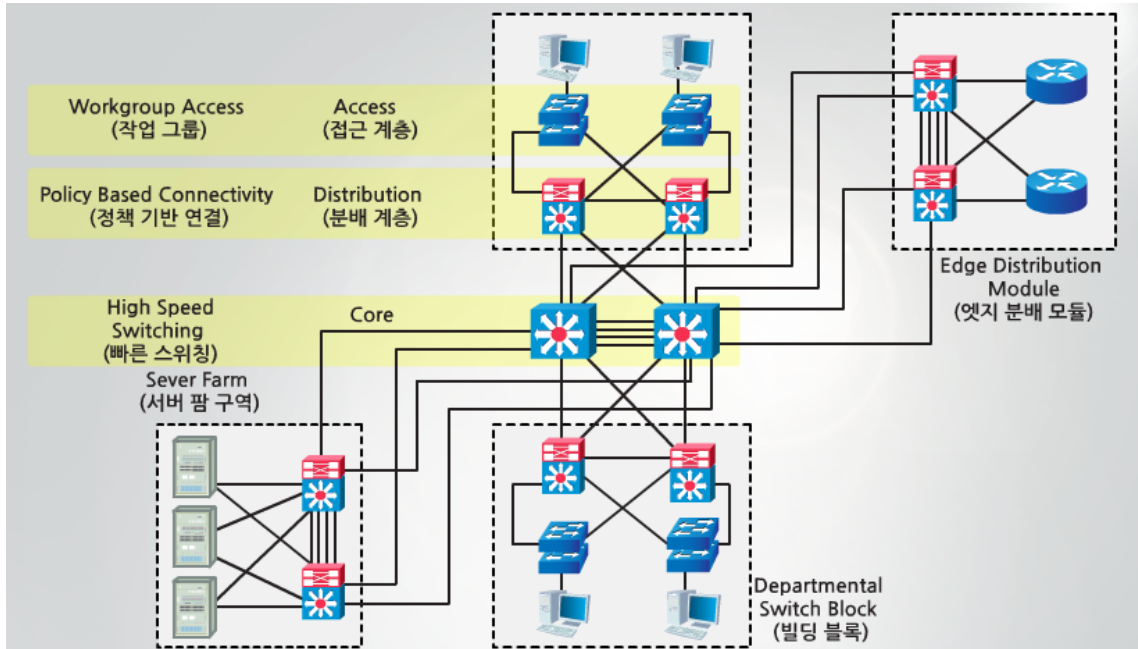 Workgroup Access
(작업 그룹)
Access
(접근 계층)
Policy Based Connectivity
(정책 기반 연결)
Distribution
(분배 계층)
Edge Distribution
Module
(엣지 분배 모듈)
High Speed
Switching
(빠른 스위칭)
Core
Sever Farm
(서버 팜 구역)
Departmental
Switch Block
(빌딩 블록)